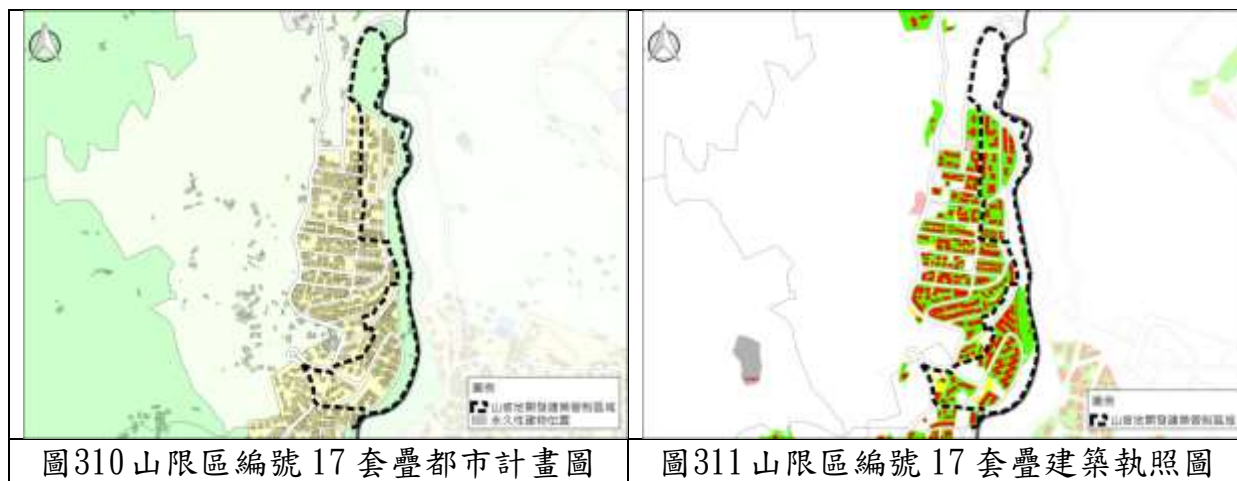 圖例
山坡地開發建築管制區域
永久性建物位置
圖例
山坡地開發建築管制區域
圖310山限區編號 17 套疊都市計畫圖
圖311山限區編號 17 套疊建築執照圖